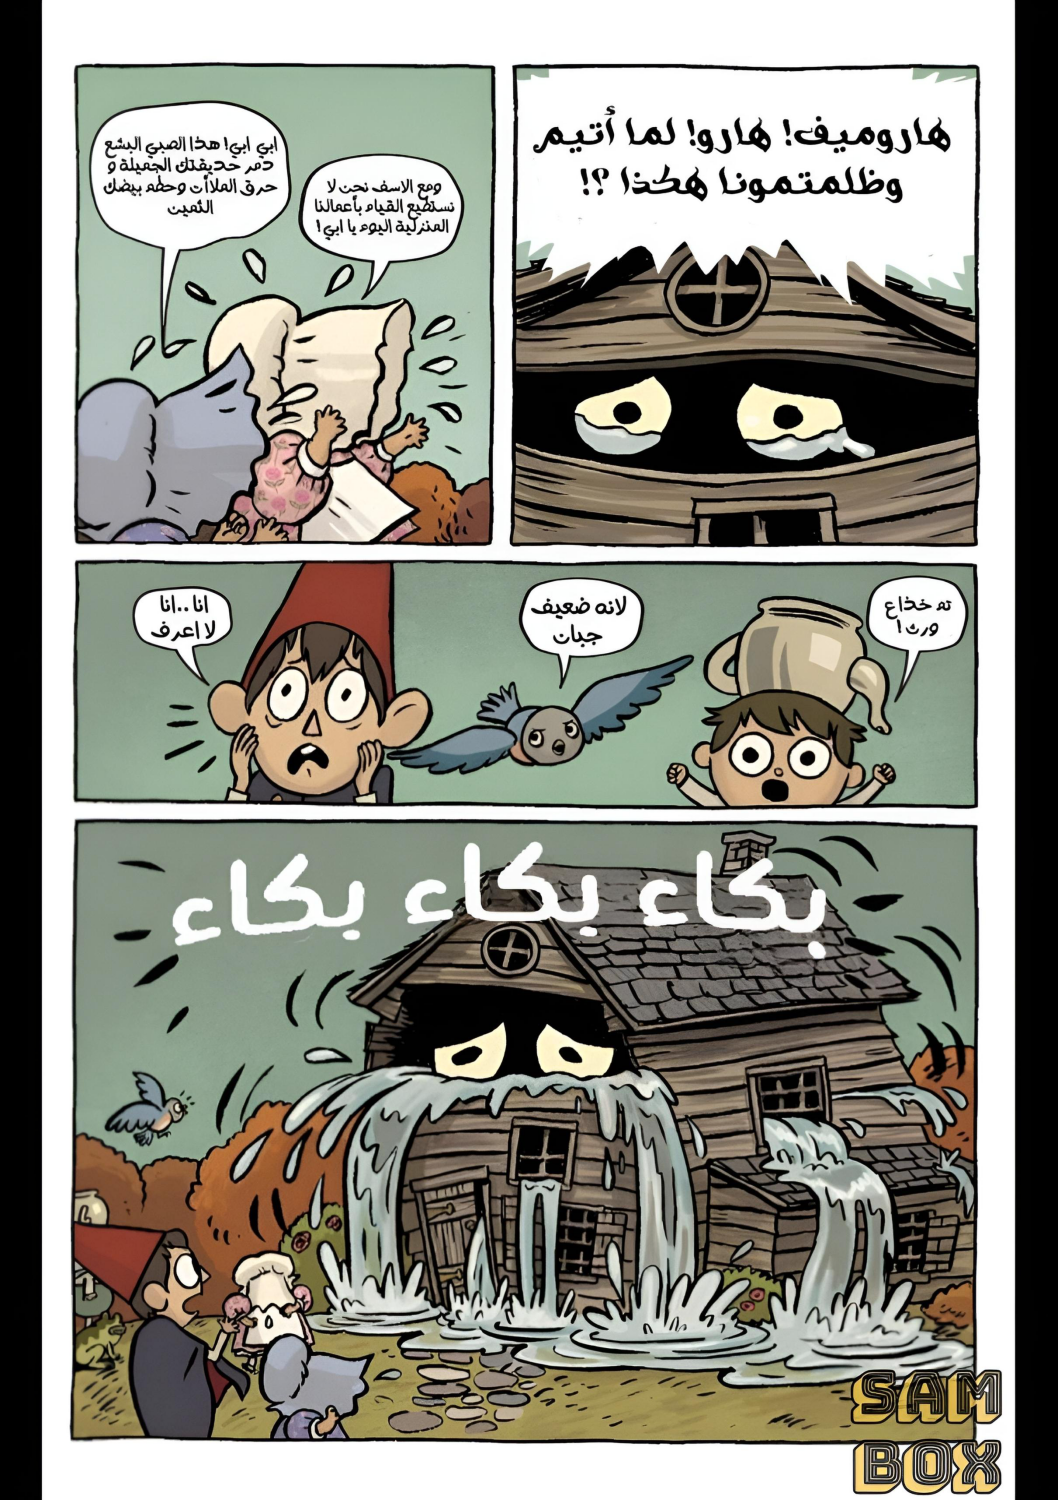 هاروميف! هارو! لما أتيم
وظلمتمونا هكذا ؟!
ابي ابي! هذا الصبي البشع
دمر حديقتك الجميلة و
حرق الملاآت وحطم بيضك
الثمين
ومع الاسف نحن لا
نستطيع القيام بأعمالنا
المنزلية اليوم يا ابي!
تم خداع
ورت!
لانه ضعيف
جبان
انا..انا
لا اعرف
بكاء بكاء بكاء
SAM
BOX